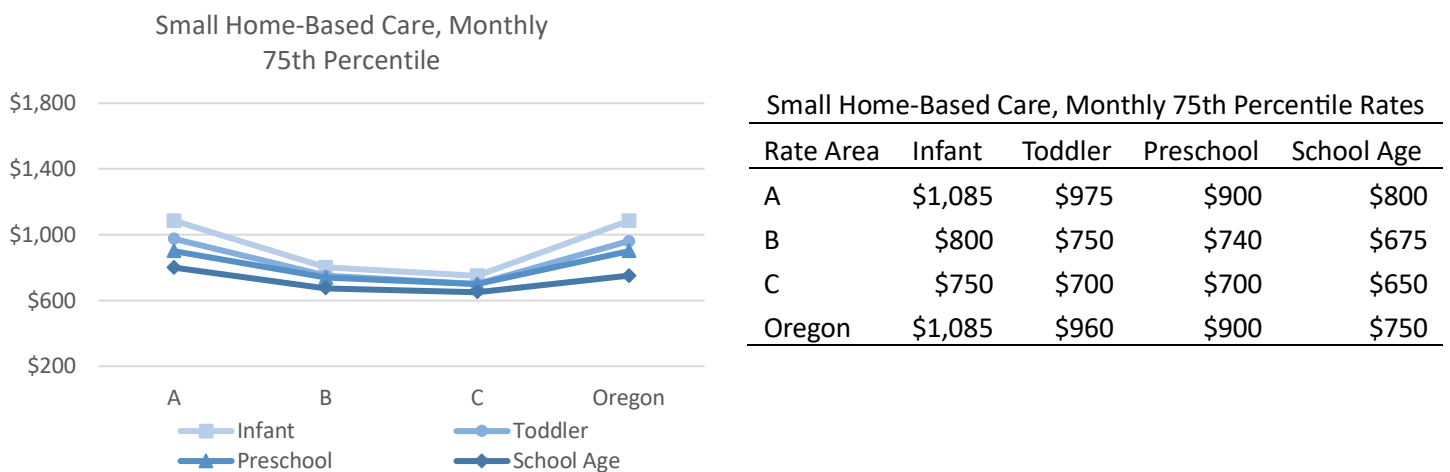 Small Home-Based Care, Monthly
75th Percentile
$1,800
$1,400
$1,000
$600
$200
A B C Oregon
Infant Toddler
Preschool School Age
Small Home-Based Care, Monthly 75th Percentile Rates
Rate Area Infant Toddler Preschool School Age
A $1,085 $975 $900 $800
B $800 $750 $740 $675
C $750 $700 $700 $650
Oregon $1,085 $960 $900 $750